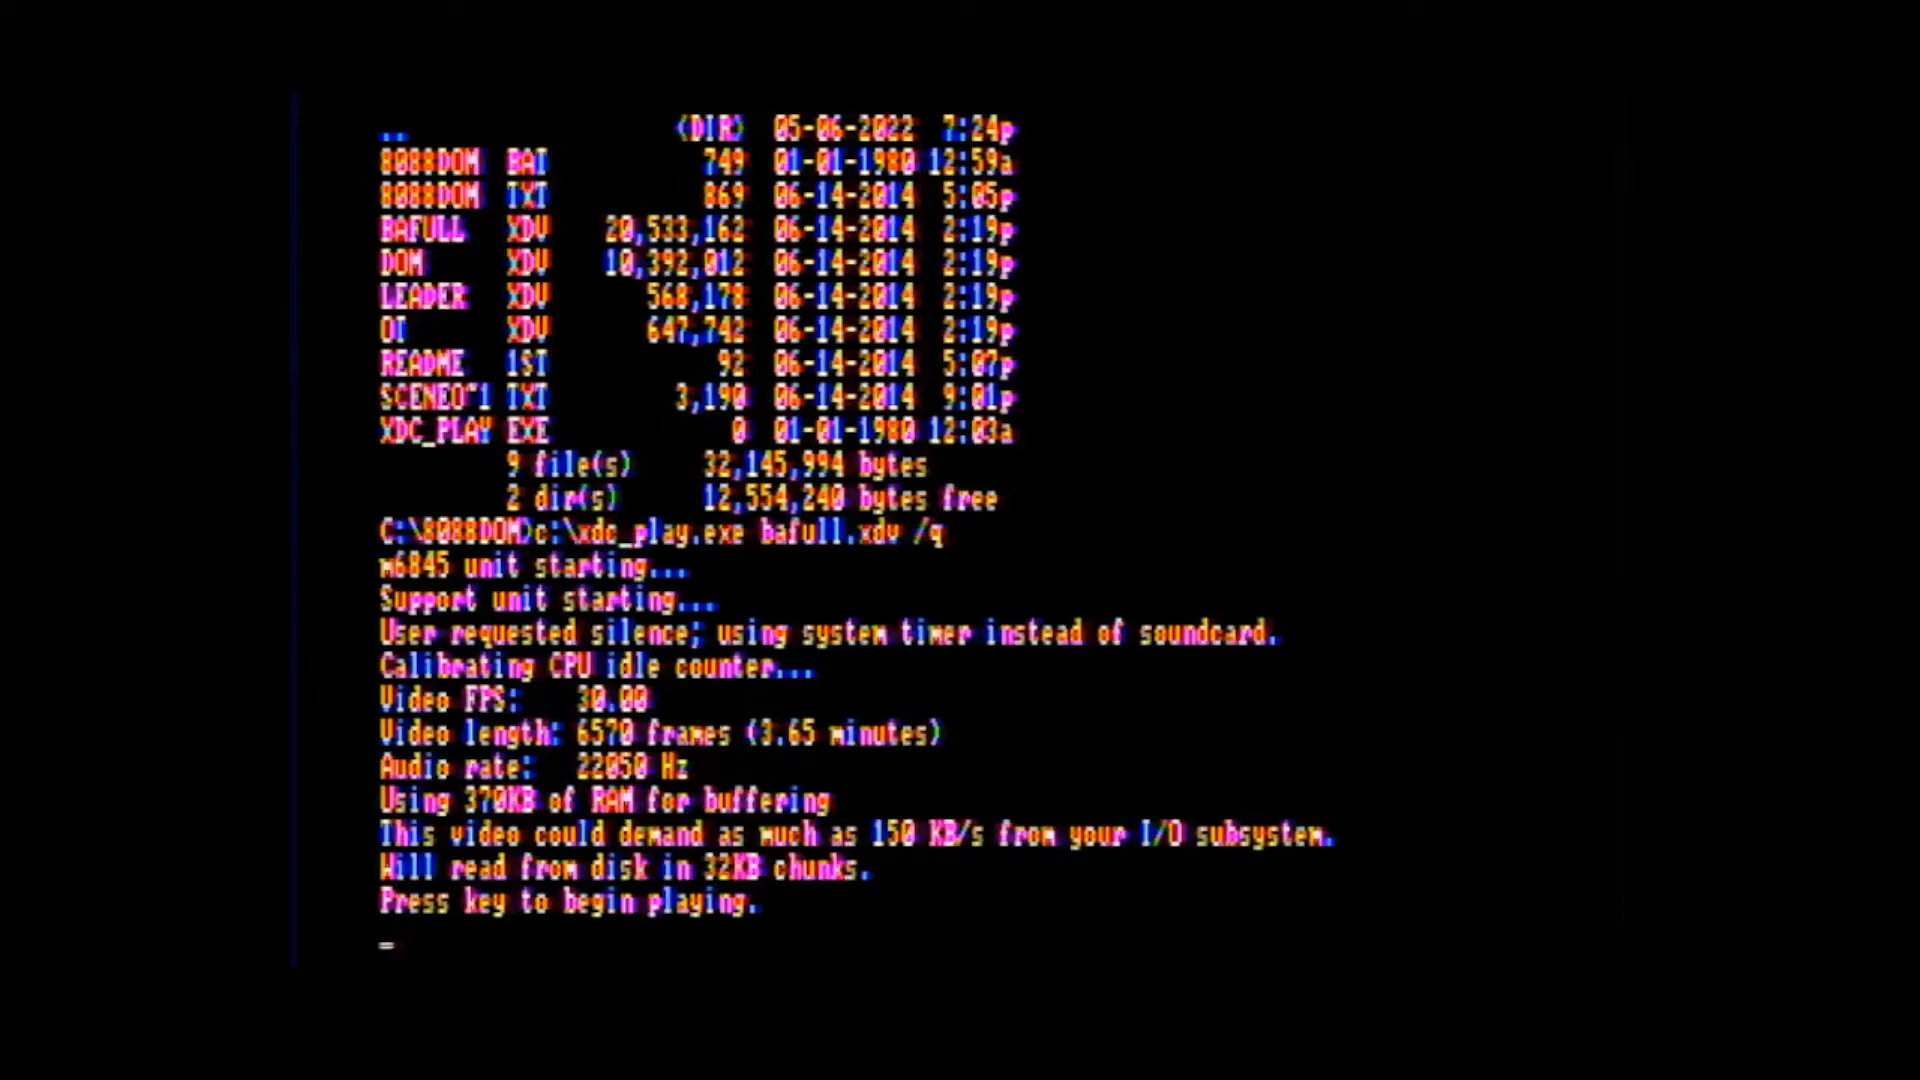 ..                   <DIR>  05-06-2022  7:24p
8088DOM  BAT           749  01-01-1980 12:59a
8088DOM  TXT           869  06-14-2014  5:05p
BAFULL   XDV    20,533,162  06-14-2014  2:19p
DOM      XDV    10,392,012  06-14-2014  2:19p
LEADER   XDV       568,178  06-14-2014  2:19p
OI       XDV       647,742  06-14-2014  2:19p
README   1ST            92  06-14-2014  5:07p
SCENEO~1 TXT         3,190  06-14-2014  9:01p
XDC_PLAY EXE             0  01-01-1980 12:03a
         9 file(s)     32,145,994 bytes
         2 dir(s)      12,554,240 bytes free
C:\8088DOM>c:\xdc_play.exe bafull.xdv /q
m6845 unit starting...
Support unit starting...
User requested silence; using system timer instead of soundcard.
Calibrating CPU idle counter...
Video FPS:    30.00
Video length: 6570 frames (3.65 minutes)
Audio rate:   22050 Hz
Using 370KB of RAM for buffering
This video could demand as much as 150 KB/s from your I/O subsystem.
Will read from disk in 32KB chunks.
Press key to begin playing.